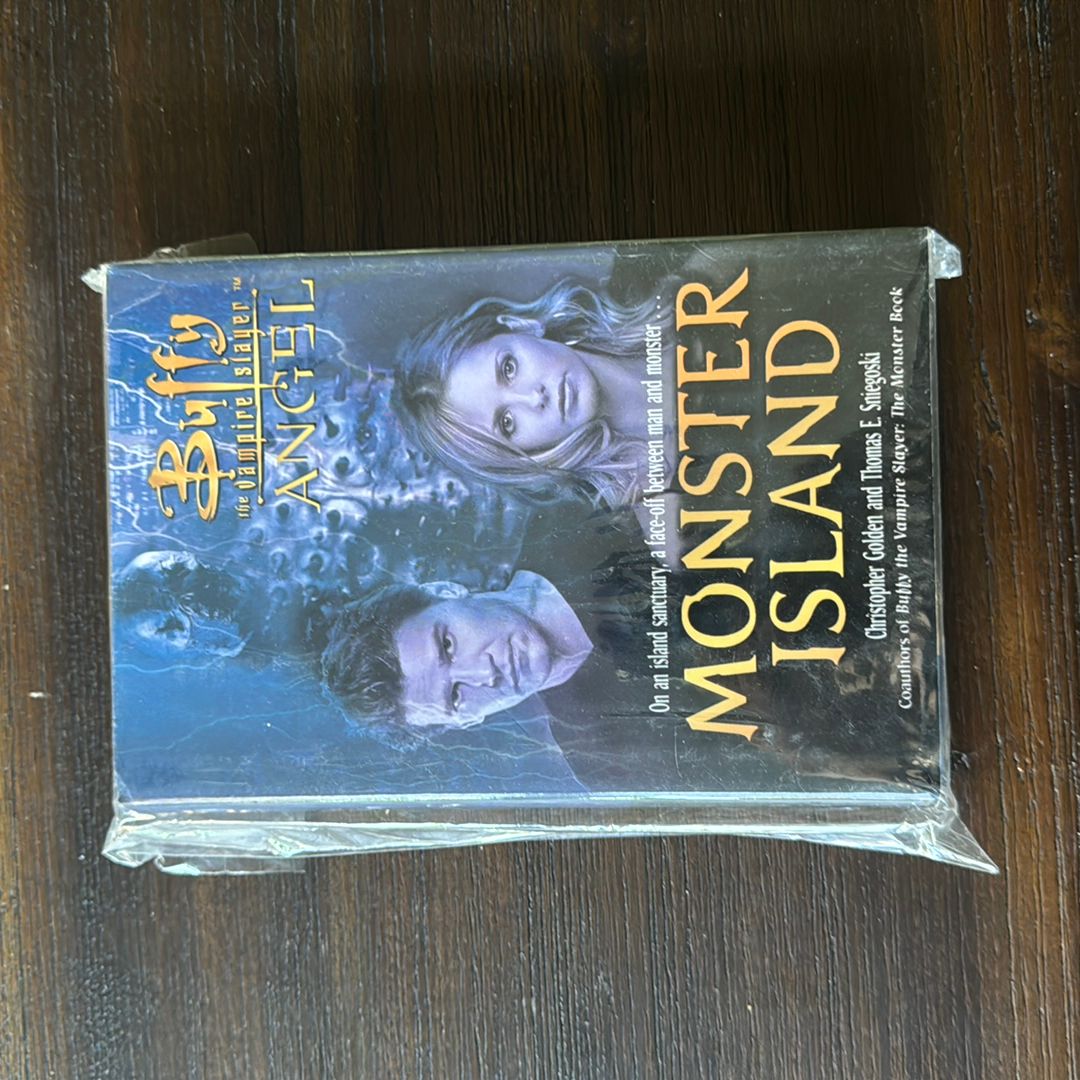 Buffy
the vampire slayer™
ANGEL
On an island sanctuary, a face-off between man and monster . . .
MONSTER
ISLAND
Christopher Golden and Thomas E. Sniegoski
Coauthors of Buffy the Vampire Slayer: The Monster Book